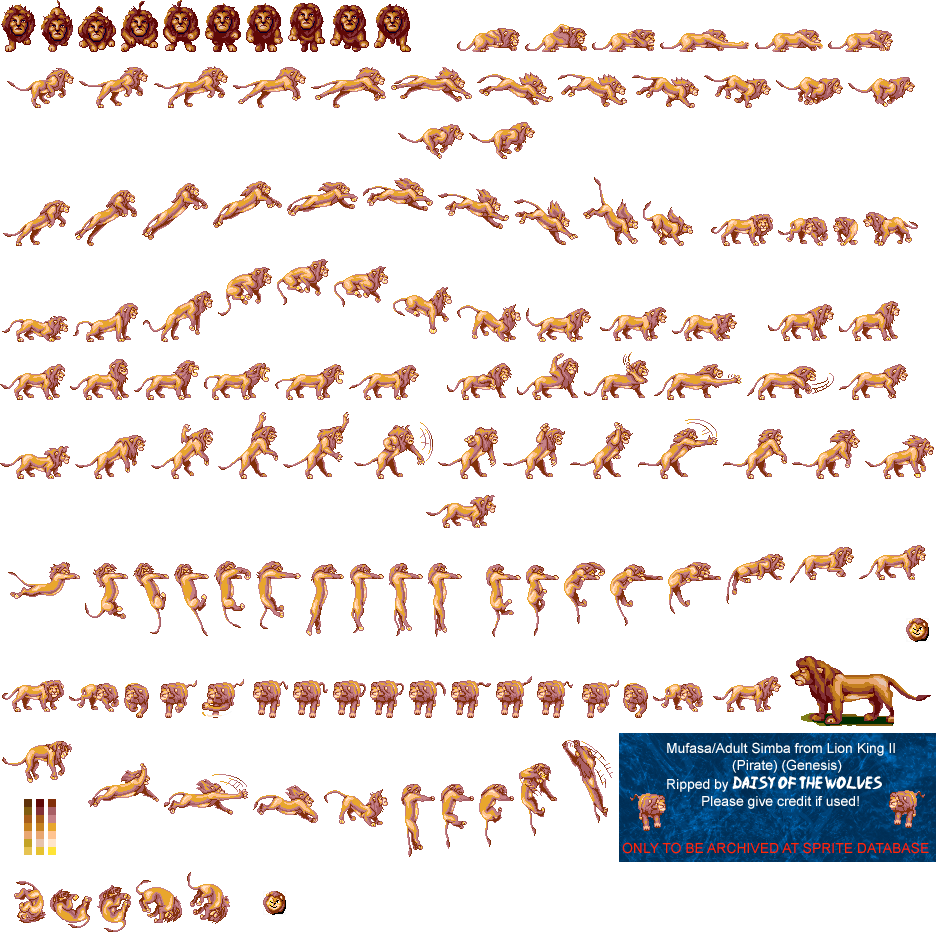 Mufasa/Adult Simba from Lion King II
(Pirate) (Genesis)
Ripped by DAISY OF THE WOLVES
Please give credit if used!
ONLY TO BE ARCHIVED AT SPRITE DATABASE